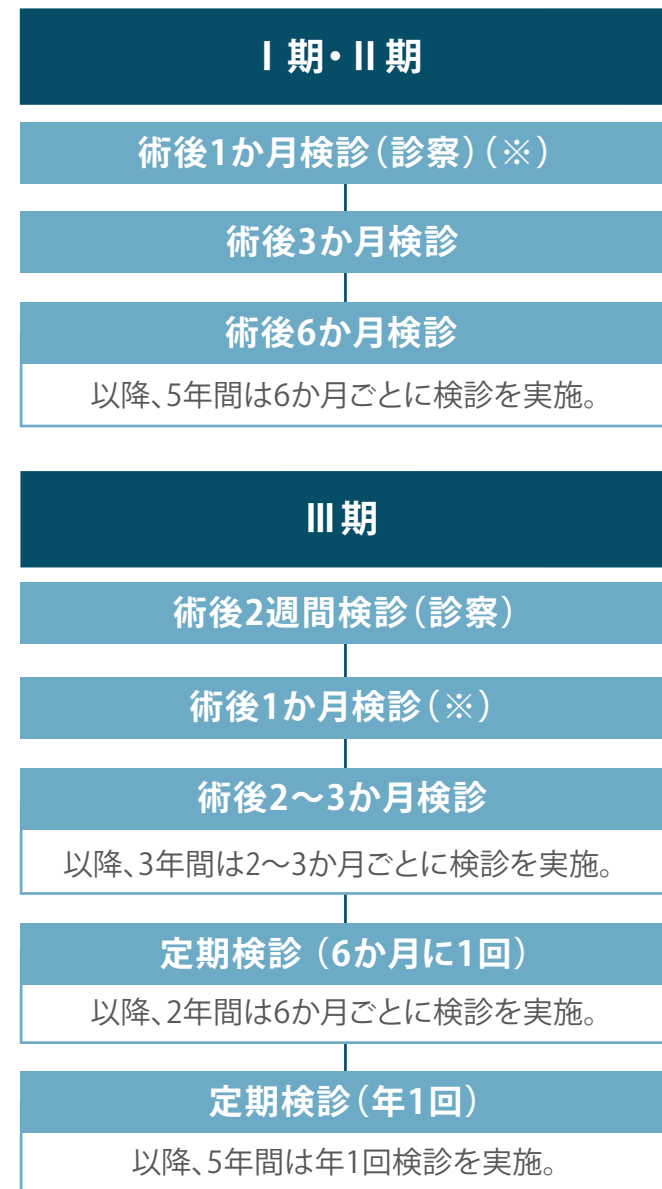 Ⅰ期・Ⅱ期
術後1か月検診（診察）（※）
術後3か月検診
術後6か月検診
以降、5年間は6か月ごとに検診を実施。
Ⅲ期
術後2週間検診（診察）
術後1か月検診（※）
術後2～3か月検診
以降、3年間は2～3か月ごとに検診を実施。
定期検診（6か月に1回）
以降、2年間は6か月ごとに検診を実施。
定期検診（年1回）
以降、5年間は年1回検診を実施。